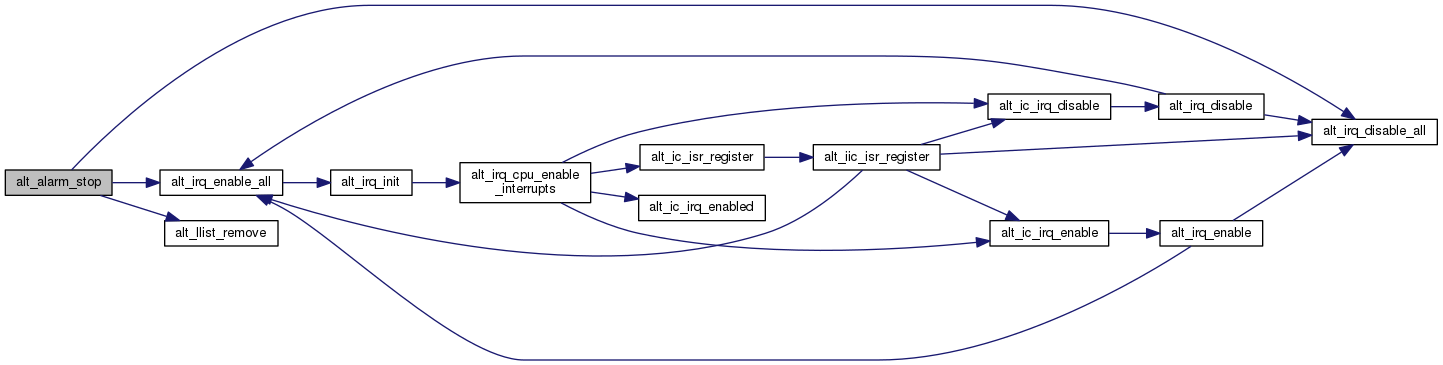 alt_alarm_stop
alt_irq_enable_all
alt_llist_remove
alt_irq_init
alt_irq_cpu_enable
_interrupts
alt_ic_isr_register
alt_ic_irq_enabled
alt_iic_isr_register
alt_ic_irq_disable
alt_ic_irq_enable
alt_irq_disable
alt_irq_enable
alt_irq_disable_all